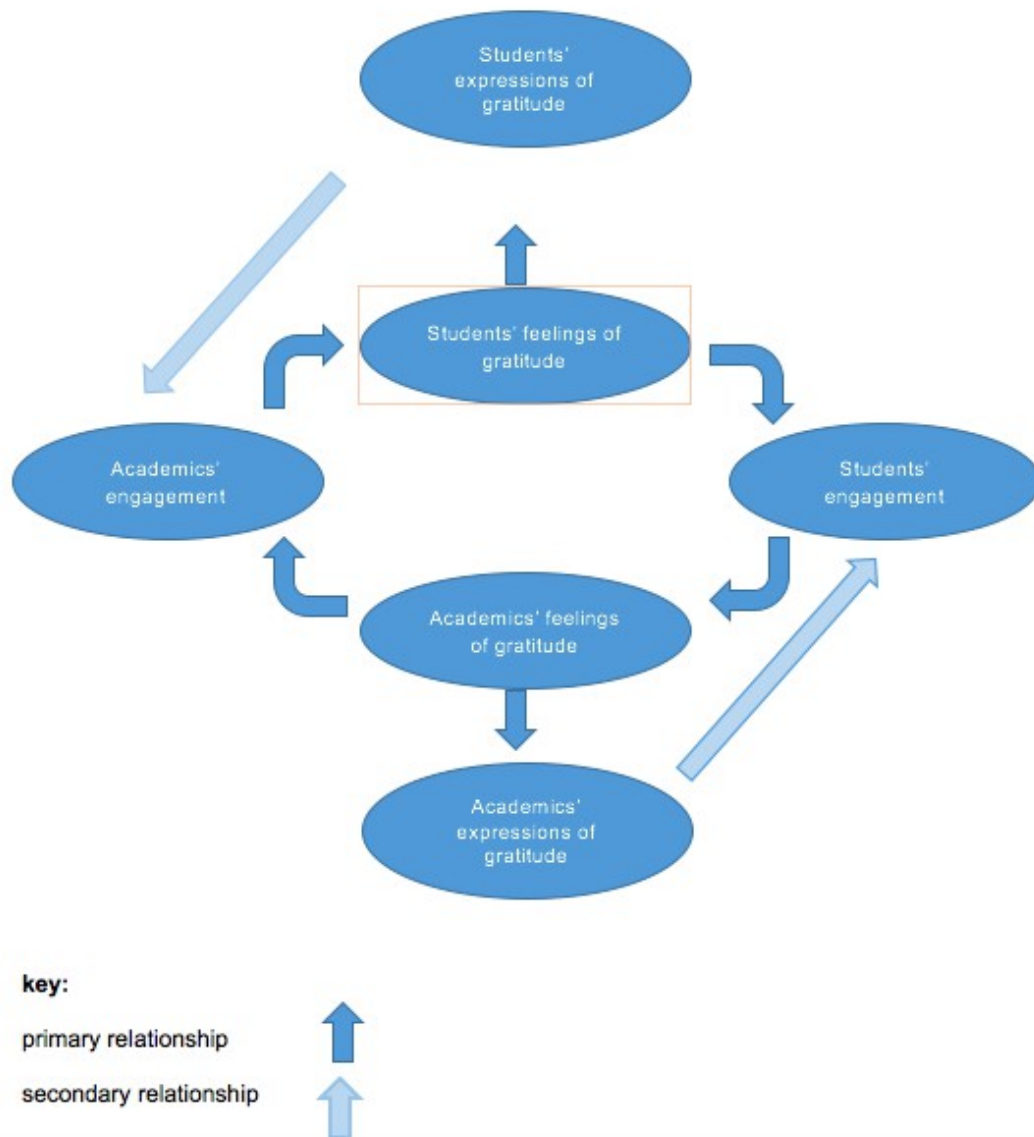 Students'
expressions of
gratitude
Students' feelings of
gratitude
Academics'
engagement
Students'
engagement
Academics' feelings
of gratitude
Academics'
expressions of
gratitude
key:
primary relationship
secondary relationship